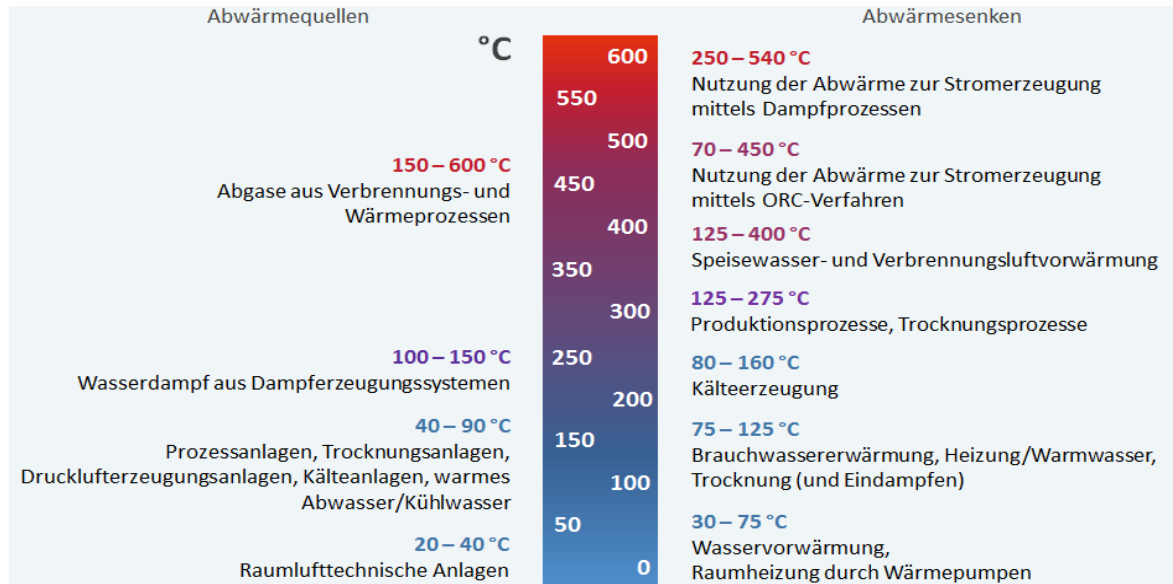 Abwärmequellen
Abwärmesenken
°C
600
550
500
450
400
350
300
250
200
150
100
50
0
150 – 600 °C
Abgase aus Verbrennungs- und
Wärmeprozessen
100 – 150 °C
Wasserdampf aus Dampferzeugungssystemen
40 – 90 °C
Prozessanlagen, Trocknungsanlagen,
Drucklufterzeugungsanlagen, Kälteanlagen, warmes
Abwasser/Kühlwasser
20 – 40 °C
Raumlufttechnische Anlagen
250 – 540 °C
Nutzung der Abwärme zur Stromerzeugung
mittels Dampfprozessen
70 – 450 °C
Nutzung der Abwärme zur Stromerzeugung
mittels ORC-Verfahren
125 – 400 °C
Speisewasser- und Verbrennungsluftvorwärmung
125 – 275 °C
Produktionsprozesse, Trocknungsprozesse
80 – 160 °C
Kälteerzeugung
75 – 125 °C
Brauchwassererwärmung, Heizung/Warmwasser,
Trocknung (und Eindampfen)
30 – 75 °C
Wasservorwärmung,
Raumheizung durch Wärmepumpen